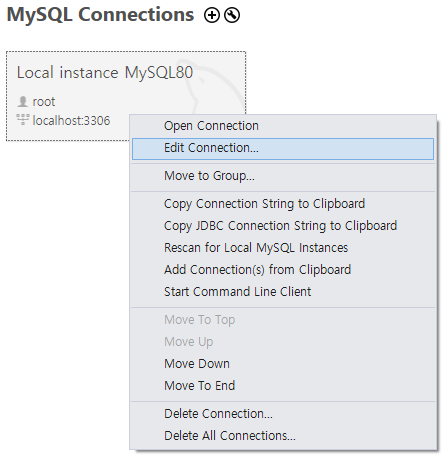 MySQL Connections
Local instance MySQL80
root
localhost:3306
Open Connection
Edit Connection...
Move to Group...
Copy Connection String to Clipboard
Copy JDBC Connection String to Clipboard
Rescan for Local MySQL Instances
Add Connection(s) from Clipboard
Start Command Line Client
Move To Top
Move Up
Move Down
Move To End
Delete Connection...
Delete All Connections...